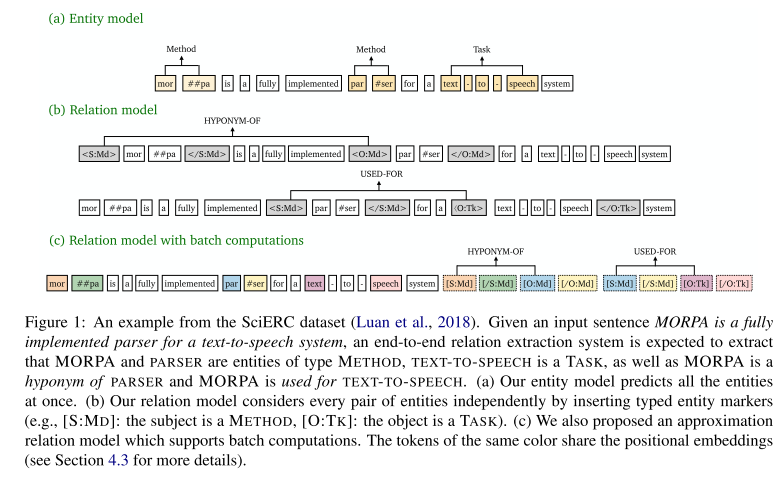 (a) Entity model
Method Method Task
mor ##pa is a fully implemented par #ser for a text - to - speech system
(b) Relation model
HYPONYM-OF
<S:Md> mor ##pa </S:Md> is a fully implemented <O:Md> par #ser </O:Md> for a text - to - speech system
USED-FOR
mor ##pa is a fully implemented <S:Md> par #ser </S:Md> for a <O:Tk> text - to - speech </O:Tk> system
(c) Relation model with batch computations
HYPONYM-OF USED-FOR
mor ##pa is a fully implemented par #ser for a text - to - speech system [S:Md] [/S:Md] [O:Md] [/O:Md] [S:Md] [/S:Md] [O:Tk] [/O:Tk]
Figure 1: An example from the SciERC dataset (Luan et al., 2018). Given an input sentence MORPA is a fully
implemented parser for a text-to-speech system, an end-to-end relation extraction system is expected to extract
that MORPA and PARSER are entities of type METHOD, TEXT-TO-SPEECH is a TASK, as well as MORPA is a
hyponym of PARSER and MORPA is used for TEXT-TO-SPEECH. (a) Our entity model predicts all the entities
at once. (b) Our relation model considers every pair of entities independently by inserting typed entity markers
(e.g., [S:MD]: the subject is a METHOD, [O:TK]: the object is a TASK). (c) We also proposed an approximation
relation model which supports batch computations. The tokens of the same color share the positional embeddings
(see Section 4.3 for more details).